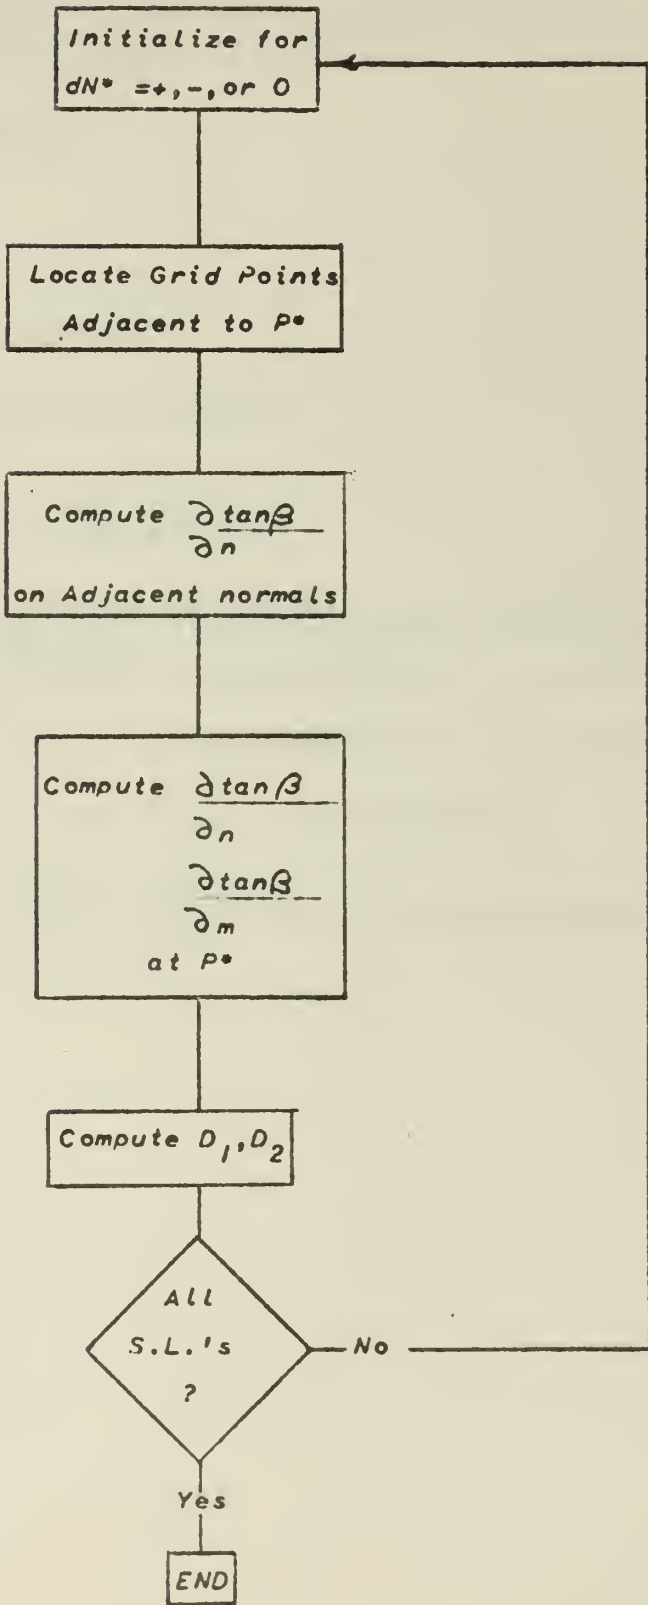 Initialize for
dN* =+,-,or 0
Locate Grid Points
Adjacent to P*
Compute ∂tanβ
∂n
on Adjacent normals
Compute ∂tanβ
∂n
∂tanβ
∂m
at P*
Compute D₁,D₂
All
S.L.'s
?
No
Yes
END